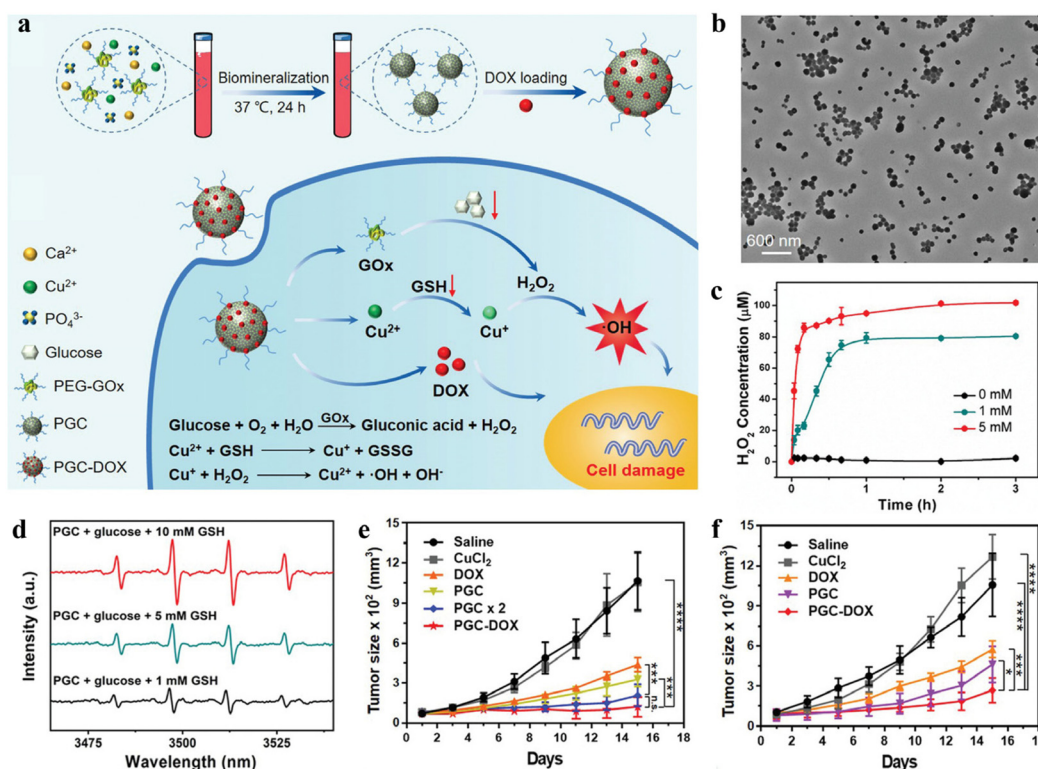 a
Biomineralization
37 ℃, 24 h
DOX loading
Ca²⁺
Cu²⁺
PO₄³⁻
Glucose
PEG-GOx
PGC
PGC-DOX
GOx
H₂O₂
GSH
Cu²⁺
Cu⁺
·OH
DOX
Glucose + O₂ + H₂O GOx → Gluconic acid + H₂O₂
Cu²⁺ + GSH → Cu⁺ + GSSG
Cu⁺ + H₂O₂ → Cu²⁺ + ·OH + OH⁻
Cell damage
b
600 nm
c
H₂O₂ Concentration (μM)
100
80
60
40
20
0
0 mM
1 mM
5 mM
0 1 2 3
Time (h)
d
Intensity (a.u.)
PGC + glucose + 10 mM GSH
PGC + glucose + 5 mM GSH
PGC + glucose + 1 mM GSH
3475 3500 3525
Wavelength (nm)
e
Tumor size x 10² (mm³)
15
12
9
6
3
0
Saline
CuCl₂
DOX
PGC
PGC x 2
PGC-DOX
****
***
***
n.s.
0 2 4 6 8 10 12 14 16 18
Days
f
Tumor size x 10² (mm³)
15
12
9
6
3
0
Saline
CuCl₂
DOX
PGC
PGC-DOX
****
****
***
*
0 2 4 6 8 10 12 14 16 18
Days